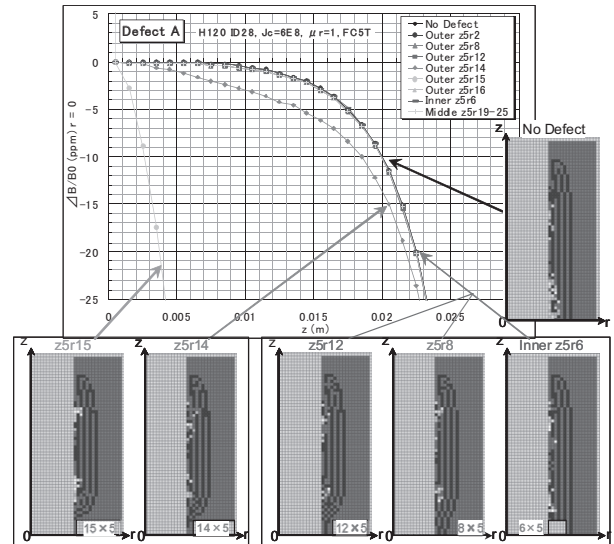 Defect A
H120 ID28, Jc=6E8, μr=1, FC5T
No Defect
Outer z5r2
Outer z5r8
Outer z5r12
Outer z5r14
Outer z5r15
Outer z5r16
Inner z5r6
Middle z5r19-25
5
0
-5
-10
-15
-20
-25
⊿B/B0 (ppm) r = 0
0
0.005
0.01
0.015
0.02
0.025
z (m)
No Defect
z
0
r
z5r15
z
15×5
0
r
z5r14
z
14×5
0
r
z5r12
z
12×5
0
r
z5r8
z
8×5
0
r
Inner z5r6
z
6×5
0
r